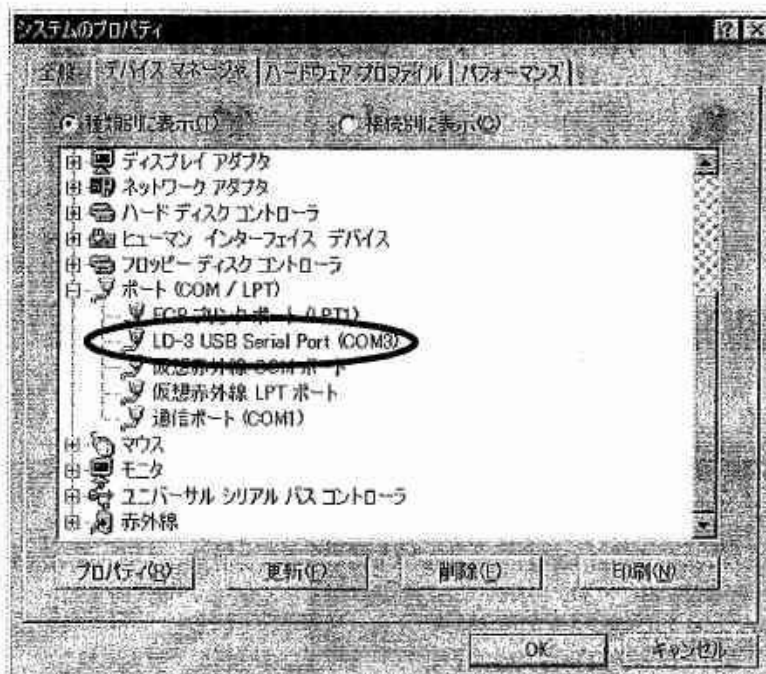 システムのプロパティ
全般 デバイス マネージャ ハードウェア プロファイル パフォーマンス
種類別に表示(T) 接続別に表示(C)
ディスプレイ アダプタ
ネットワーク アダプタ
ハード ディスク コントローラ
ヒューマン インターフェイス デバイス
フロッピー ディスク コントローラ
ポート (COM / LPT)
ECP プリンタ ポート (LPT1)
LD-3 USB Serial Port (COM3)
仮想赤外線 COM ポート
仮想赤外線 LPT ポート
通信ポート (COM1)
マウス
モニタ
ユニバーサル シリアル バス コントローラ
赤外線
プロパティ(R) 更新(F) 削除(E) 印刷(N)
OK キャンセル